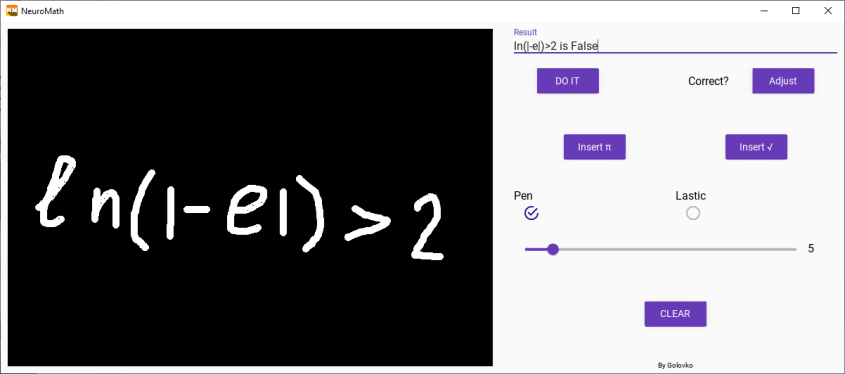 NM NeuroMath
Result
ln(|-e|)>2 is False
DO IT
Correct?
Adjust
Insert π
Insert √
Pen
Lastic
5
CLEAR
By Golovko
ln(|-e|)>2